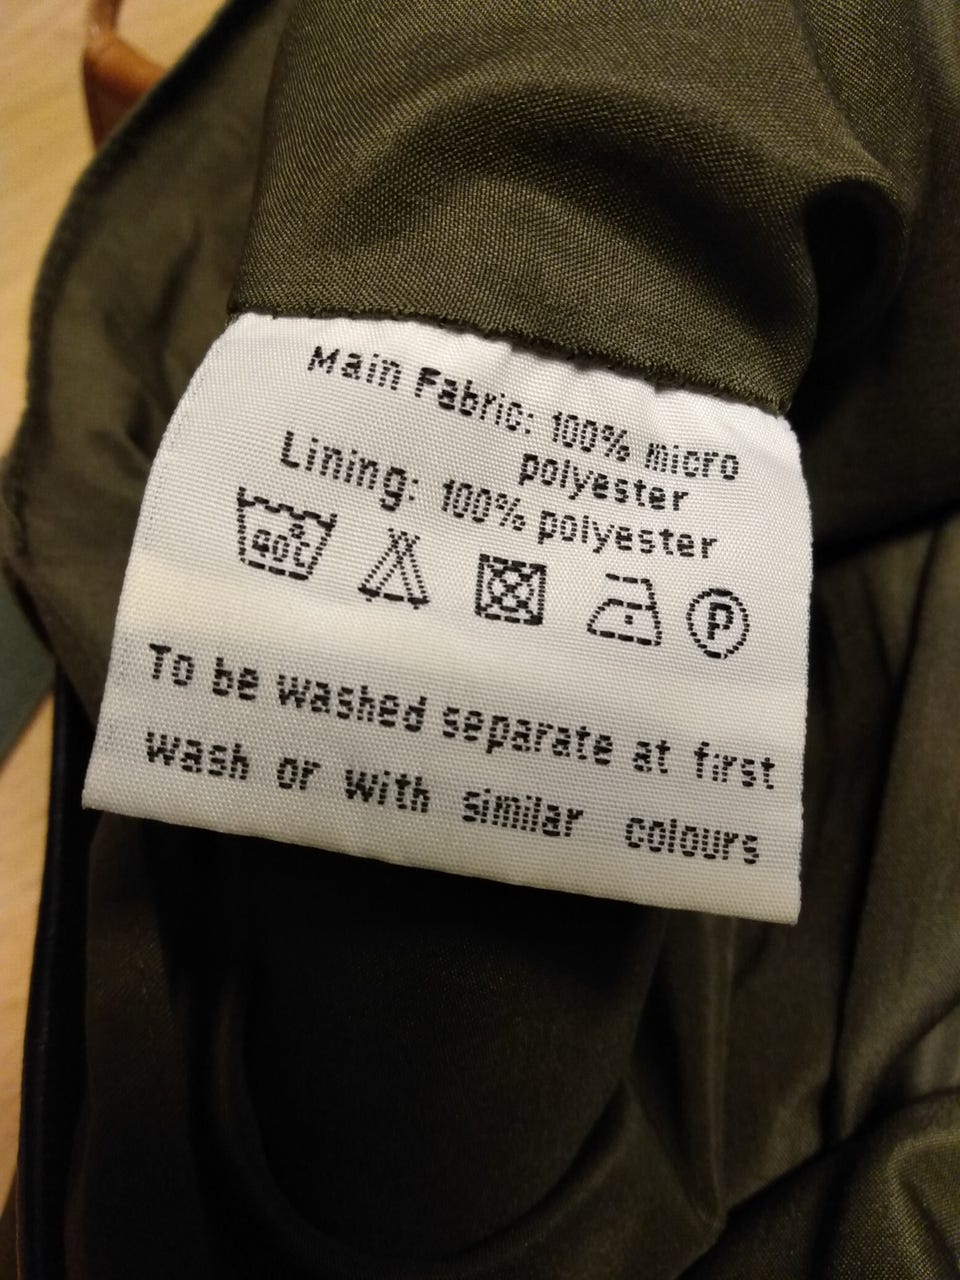 Main Fabric: 100% micro
polyester
Lining: 100% polyester
40°C P
To be washed separate at first
wash or with similar colours